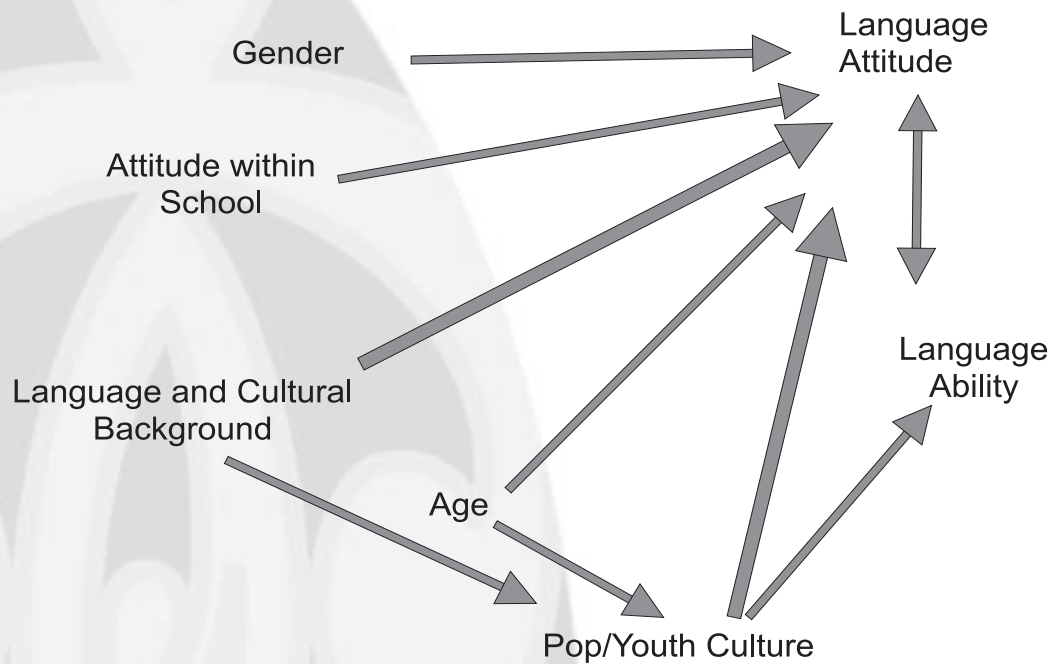 Gender
Language
Attitude
Attitude within
School
Language and Cultural
Background
Language
Ability
Age
Pop/Youth Culture